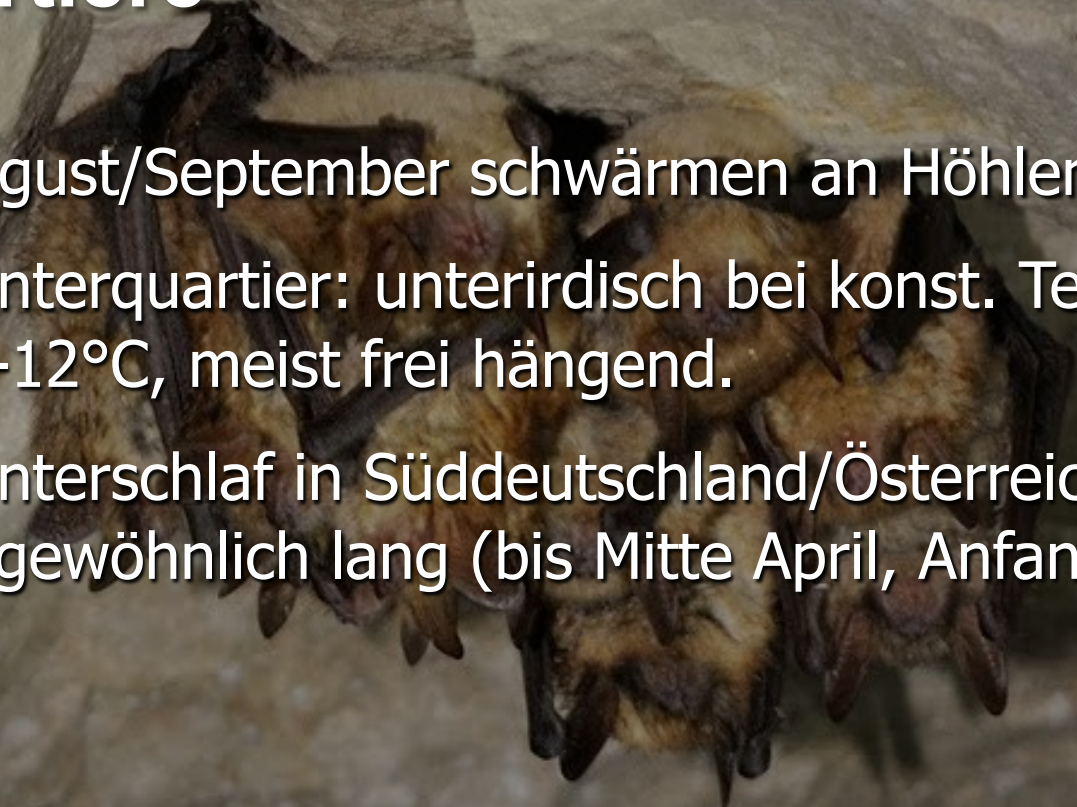 gust/September schwärmen an Höhlen
nterquartier: unterirdisch bei konst. Te
-12°C, meist frei hängend.
nterschlaf in Süddeutschland/Österreic
gewöhnlich lang (bis Mitte April, Anfan